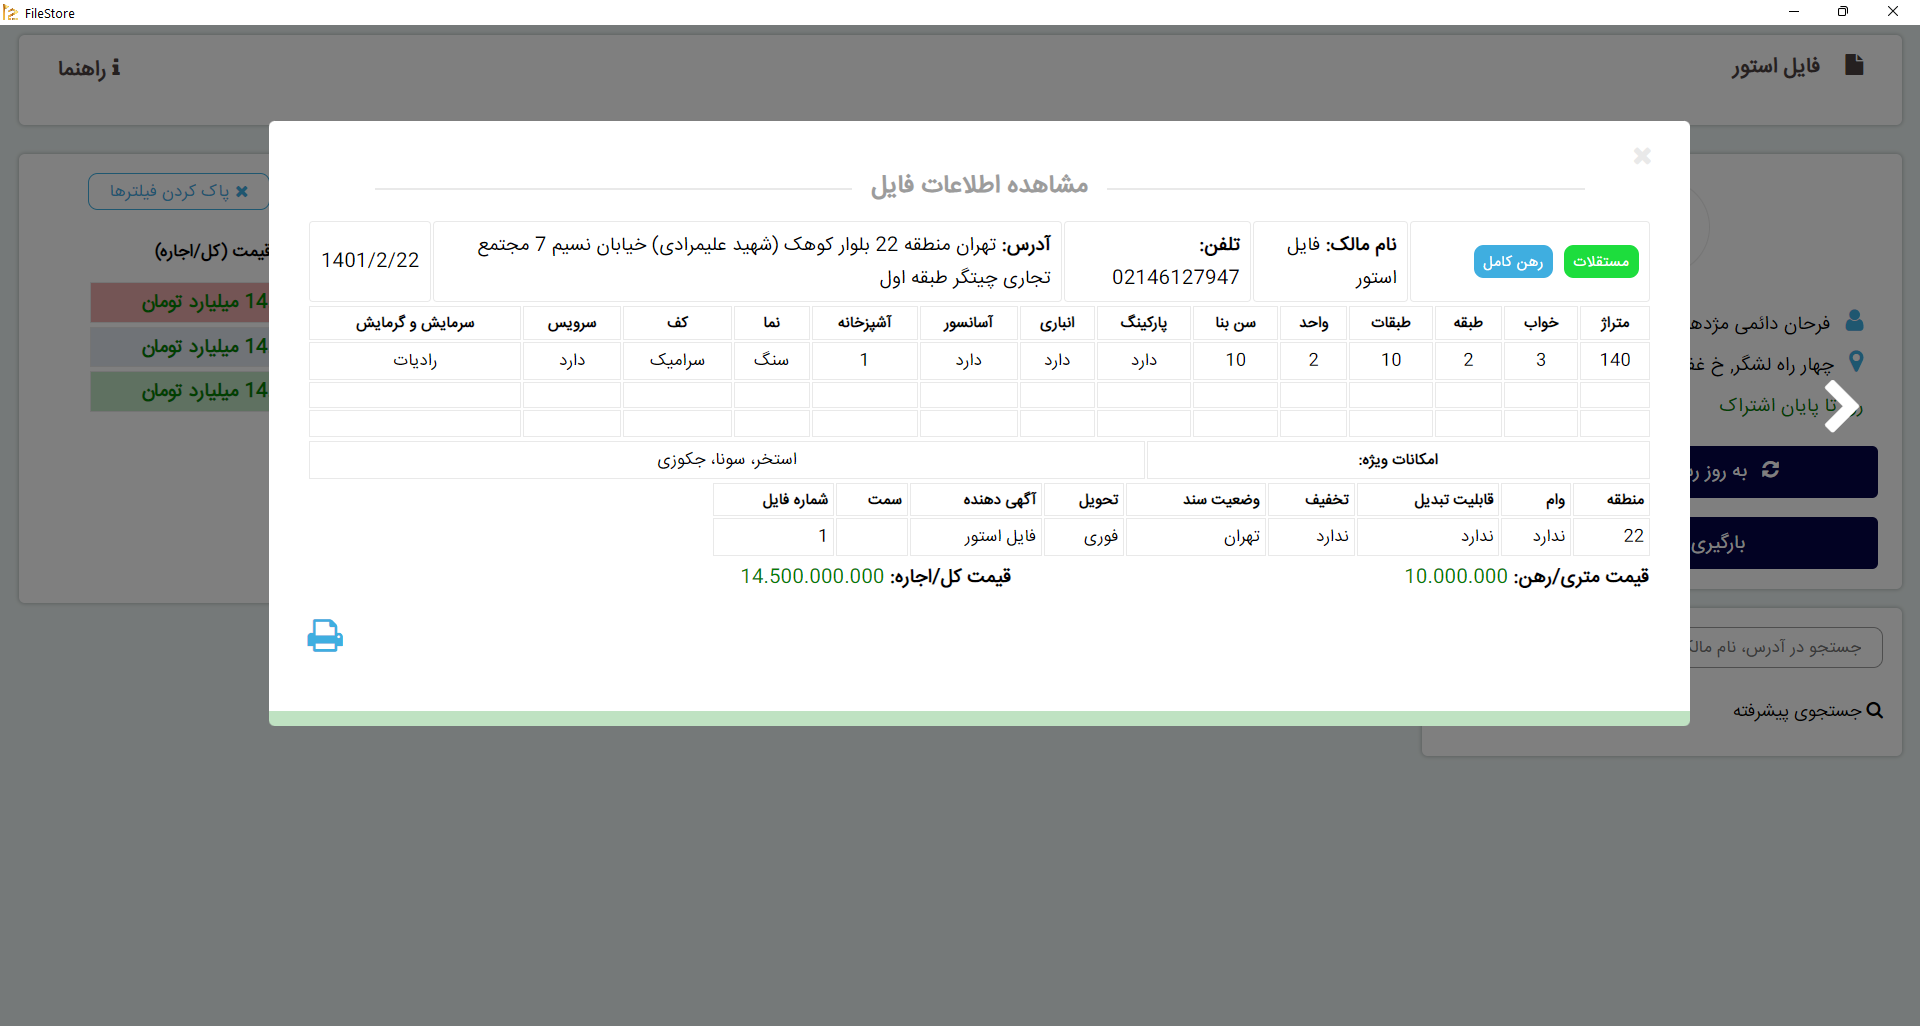 FileStore
فایل استور
راهنما
پاک کردن فیلترها
قیمت (کل/اجاره)
14 میلیارد تومان
14 میلیارد تومان
14 میلیارد تومان
فرحان دائمی
چهار راه لشگر, خ
تا پایان اشتراک
به روز
بارگیری
جستجو در آدرس، نام
جستجوی پیشرفته
مشاهده اطلاعات فایل
مستقلات رهن کامل
نام مالک: فایل
استور
تلفن:
02146127947
آدرس: تهران منطقه 22 بلوار کوهک (شهید علیمرادی) خیابان نسیم 7 مجتمع
تجاری چیتگر طبقه اول
1401/2/22
متراژ خواب طبقه طبقات واحد سن بنا پارکینگ انباری آسانسور آشپزخانه نما کف سرویس سرمایش و گرمایش
140 3 2 10 2 10 دارد دارد دارد 1 سنگ سرامیک دارد رادیات
امکانات ویژه: استخر، سونا، جکوزی
منطقه وام قابلیت تبدیل تخفیف وضعیت سند تحویل آگهی دهنده سمت شماره فایل
22 ندارد ندارد ندارد تهران فوری فایل استور 1
قیمت متری/رهن: 10.000.000 قیمت کل/اجاره: 14.500.000.000